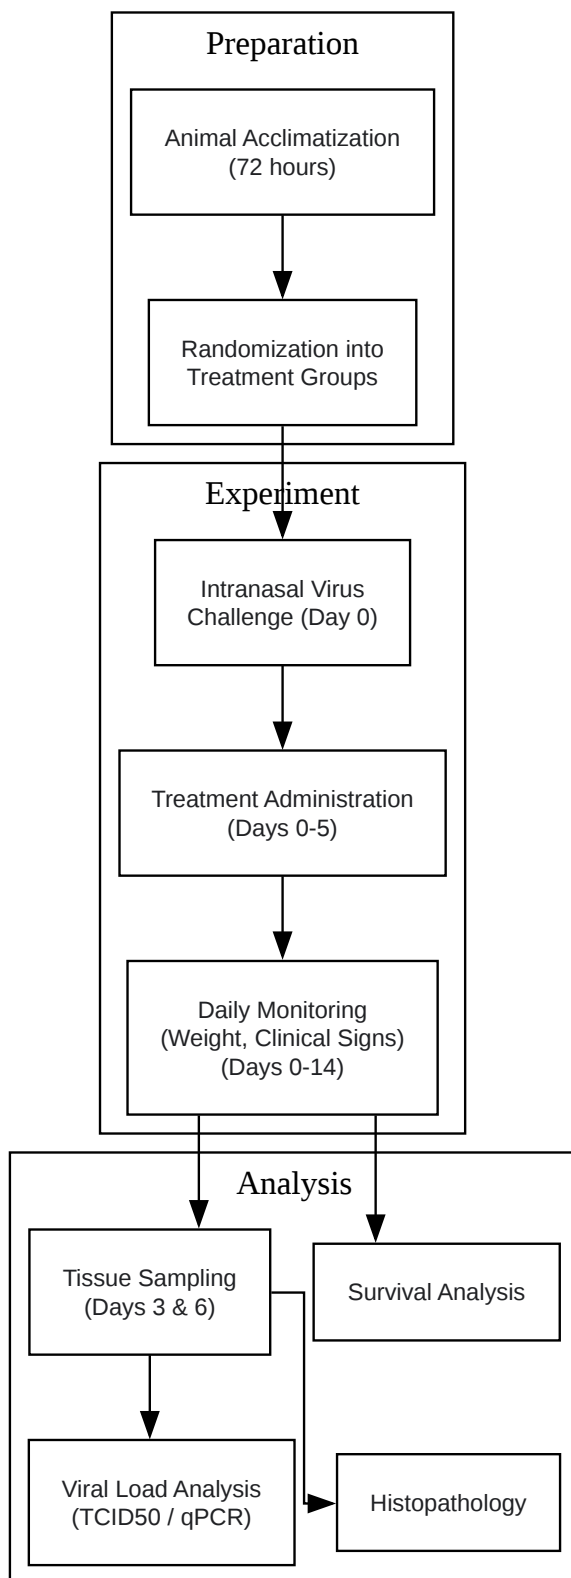 Preparation
Animal Acclimatization
(72 hours)
Randomization into
Treatment Groups
Experiment
Intranasal Virus
Challenge (Day 0)
Treatment Administration
(Days 0-5)
Daily Monitoring
(Weight, Clinical Signs)
(Days 0-14)
Analysis
Tissue Sampling
(Days 3 & 6)
Survival Analysis
Viral Load Analysis
(TCID50 / qPCR)
Histopathology